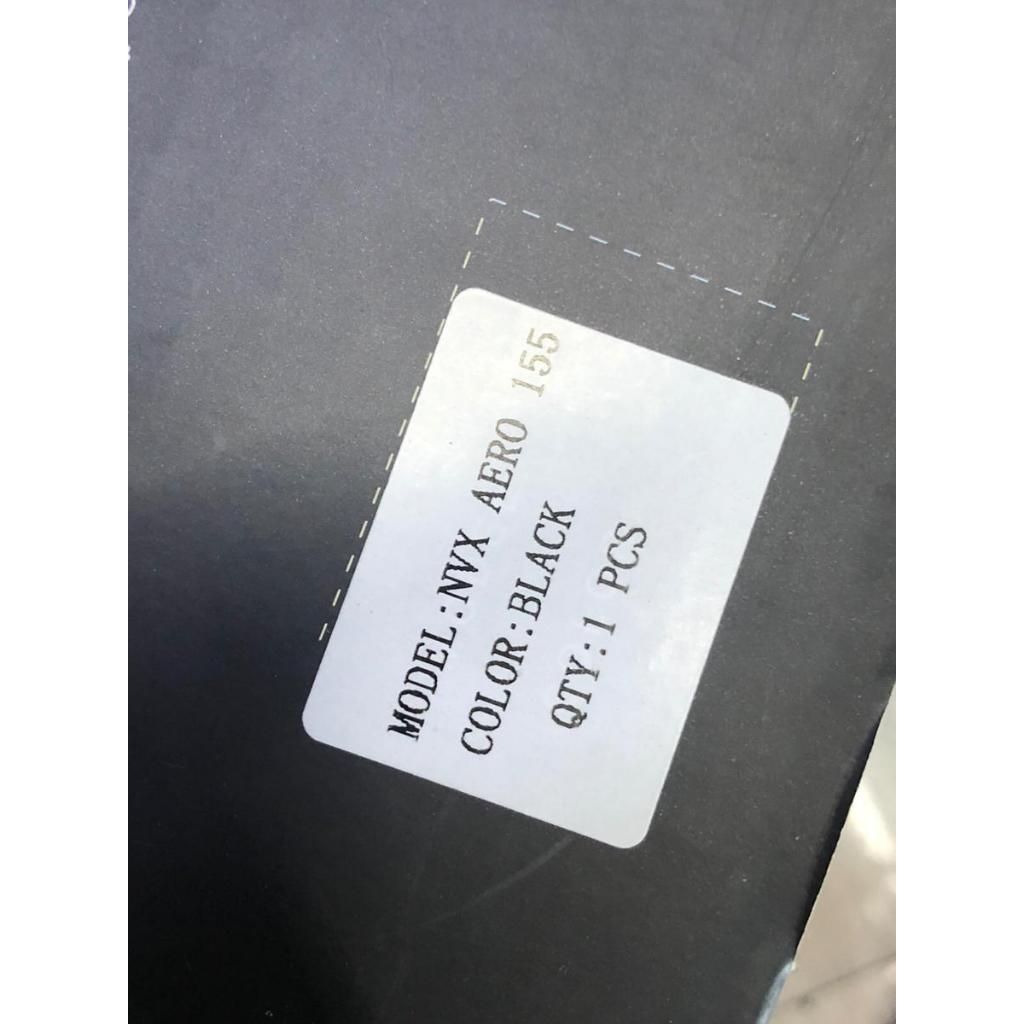 MODEL:NVX AERO 155
COLOR:BLACK
QTY:1 PCS